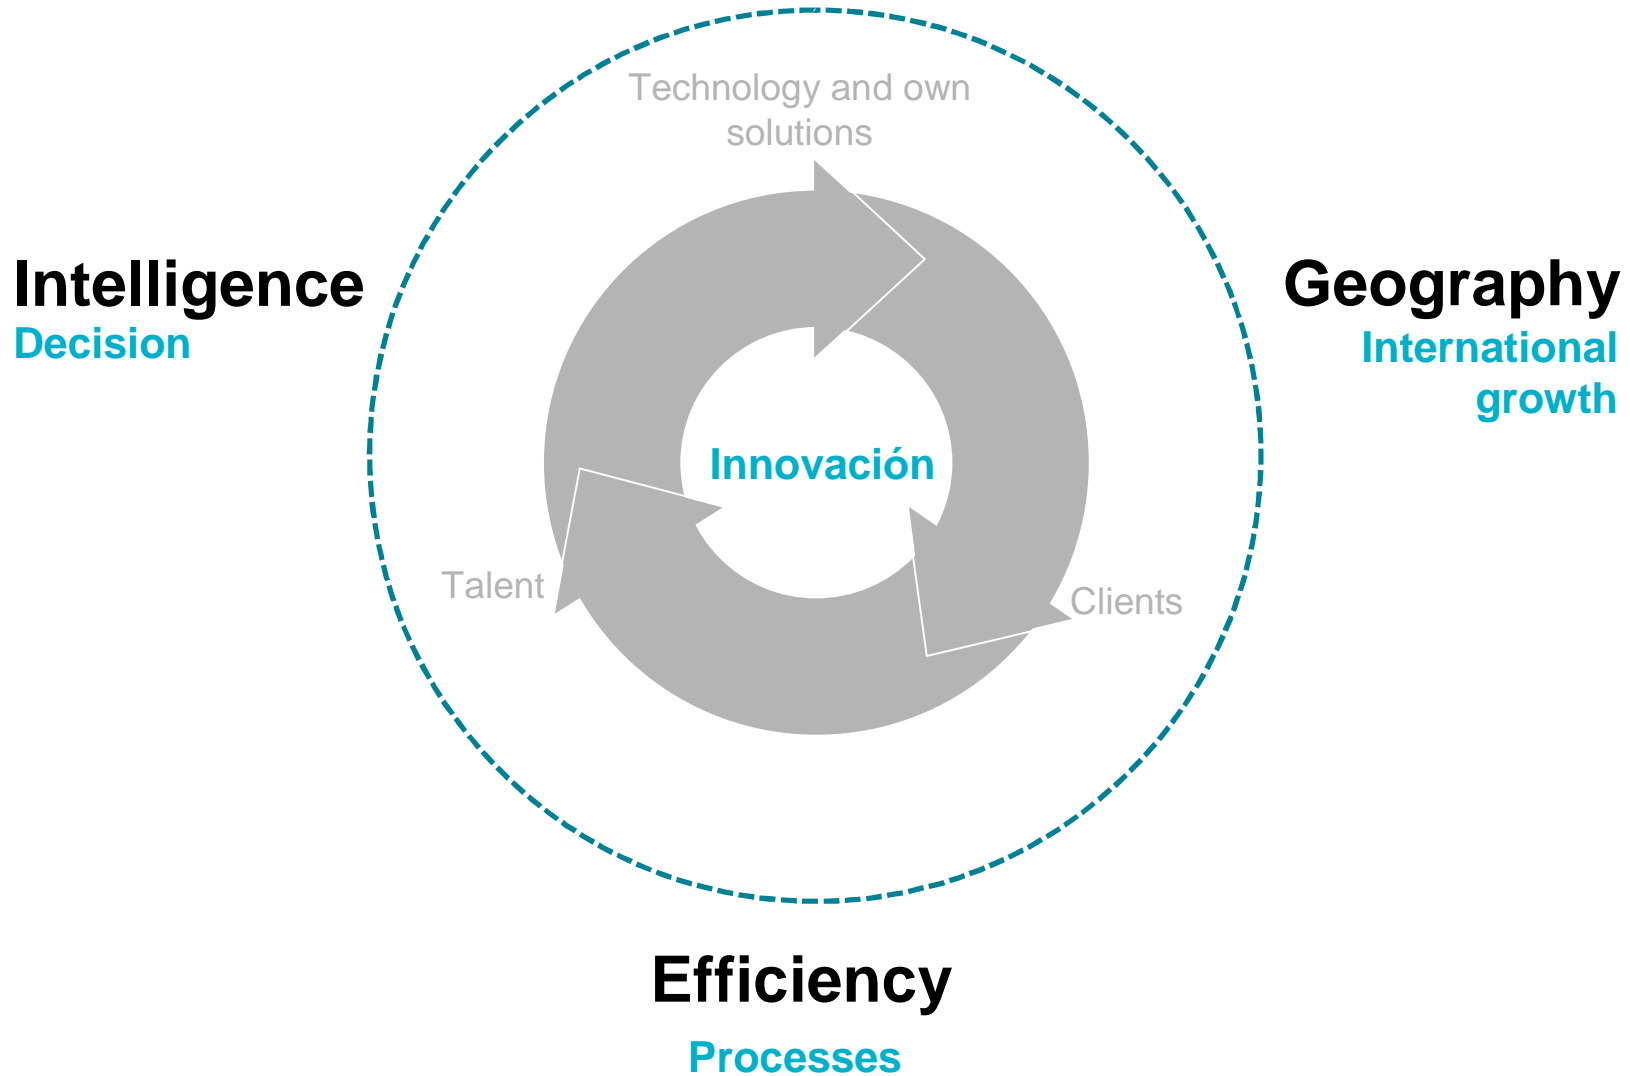 Technology and own
solutions
Intelligence
Decision
Geography
International
growth
Innovación
Talent
Clients
Efficiency
Processes